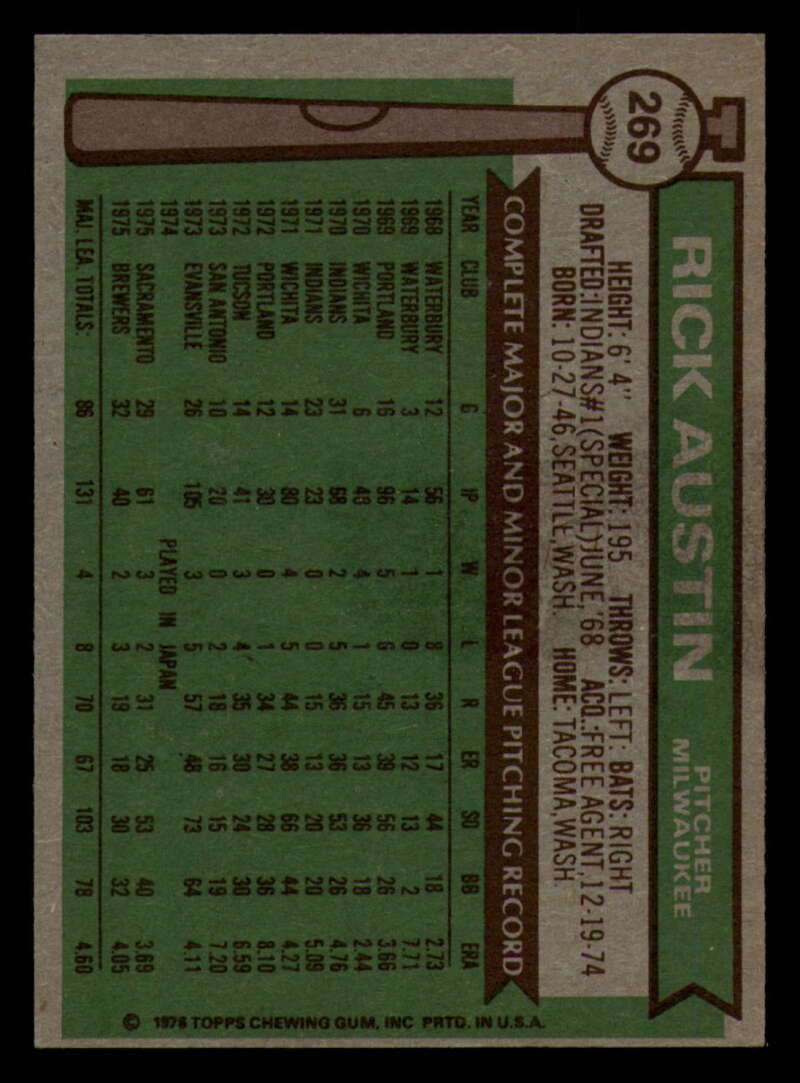 269
RICK AUSTIN
PITCHER
MILWAUKEE
HEIGHT: 6' 4" WEIGHT: 195 THROWS: LEFT: BATS: RIGHT
DRAFTED:INDIANS#1(SPECIAL)JUNE,'68 ACQ.:FREE AGENT,12-19-74
BORN: 10-27-46,SEATTLE,WASH. HOME: TACOMA,WASH.
COMPLETE MAJOR AND MINOR LEAGUE PITCHING RECORD
YEAR CLUB G IP W L R ER SO BB ERA
1968 WATERBURY 12 56 1 8 36 17 44 18 2.73
1969 WATERBURY 3 14 1 0 13 12 13 2 7.71
1969 PORTLAND 16 96 5 6 45 39 56 26 3.66
1970 WICHITA 6 48 4 1 15 13 36 18 2.44
1970 INDIANS 31 68 2 5 36 36 53 26 4.76
1971 INDIANS 23 23 0 0 15 13 20 20 5.09
1971 WICHITA 14 80 4 5 44 38 66 44 4.27
1972 PORTLAND 12 30 0 1 34 27 28 36 8.10
1972 TUCSON 14 41 3 4 35 30 24 30 6.59
1973 SAN ANTONIO 10 20 0 2 18 16 15 19 7.20
1973 EVANSVILLE 26 105 3 5 57 48 73 64 4.11
1974 PLAYED IN JAPAN
1975 SACRAMENTO 29 61 3 2 31 25 53 40 3.69
1975 BREWERS 32 40 2 3 19 18 30 32 4.05
MAJ. LEA. TOTALS: 86 131 4 8 70 67 103 78 4.60
© 1976 TOPPS CHEWING GUM, INC PRTD. IN U.S.A.